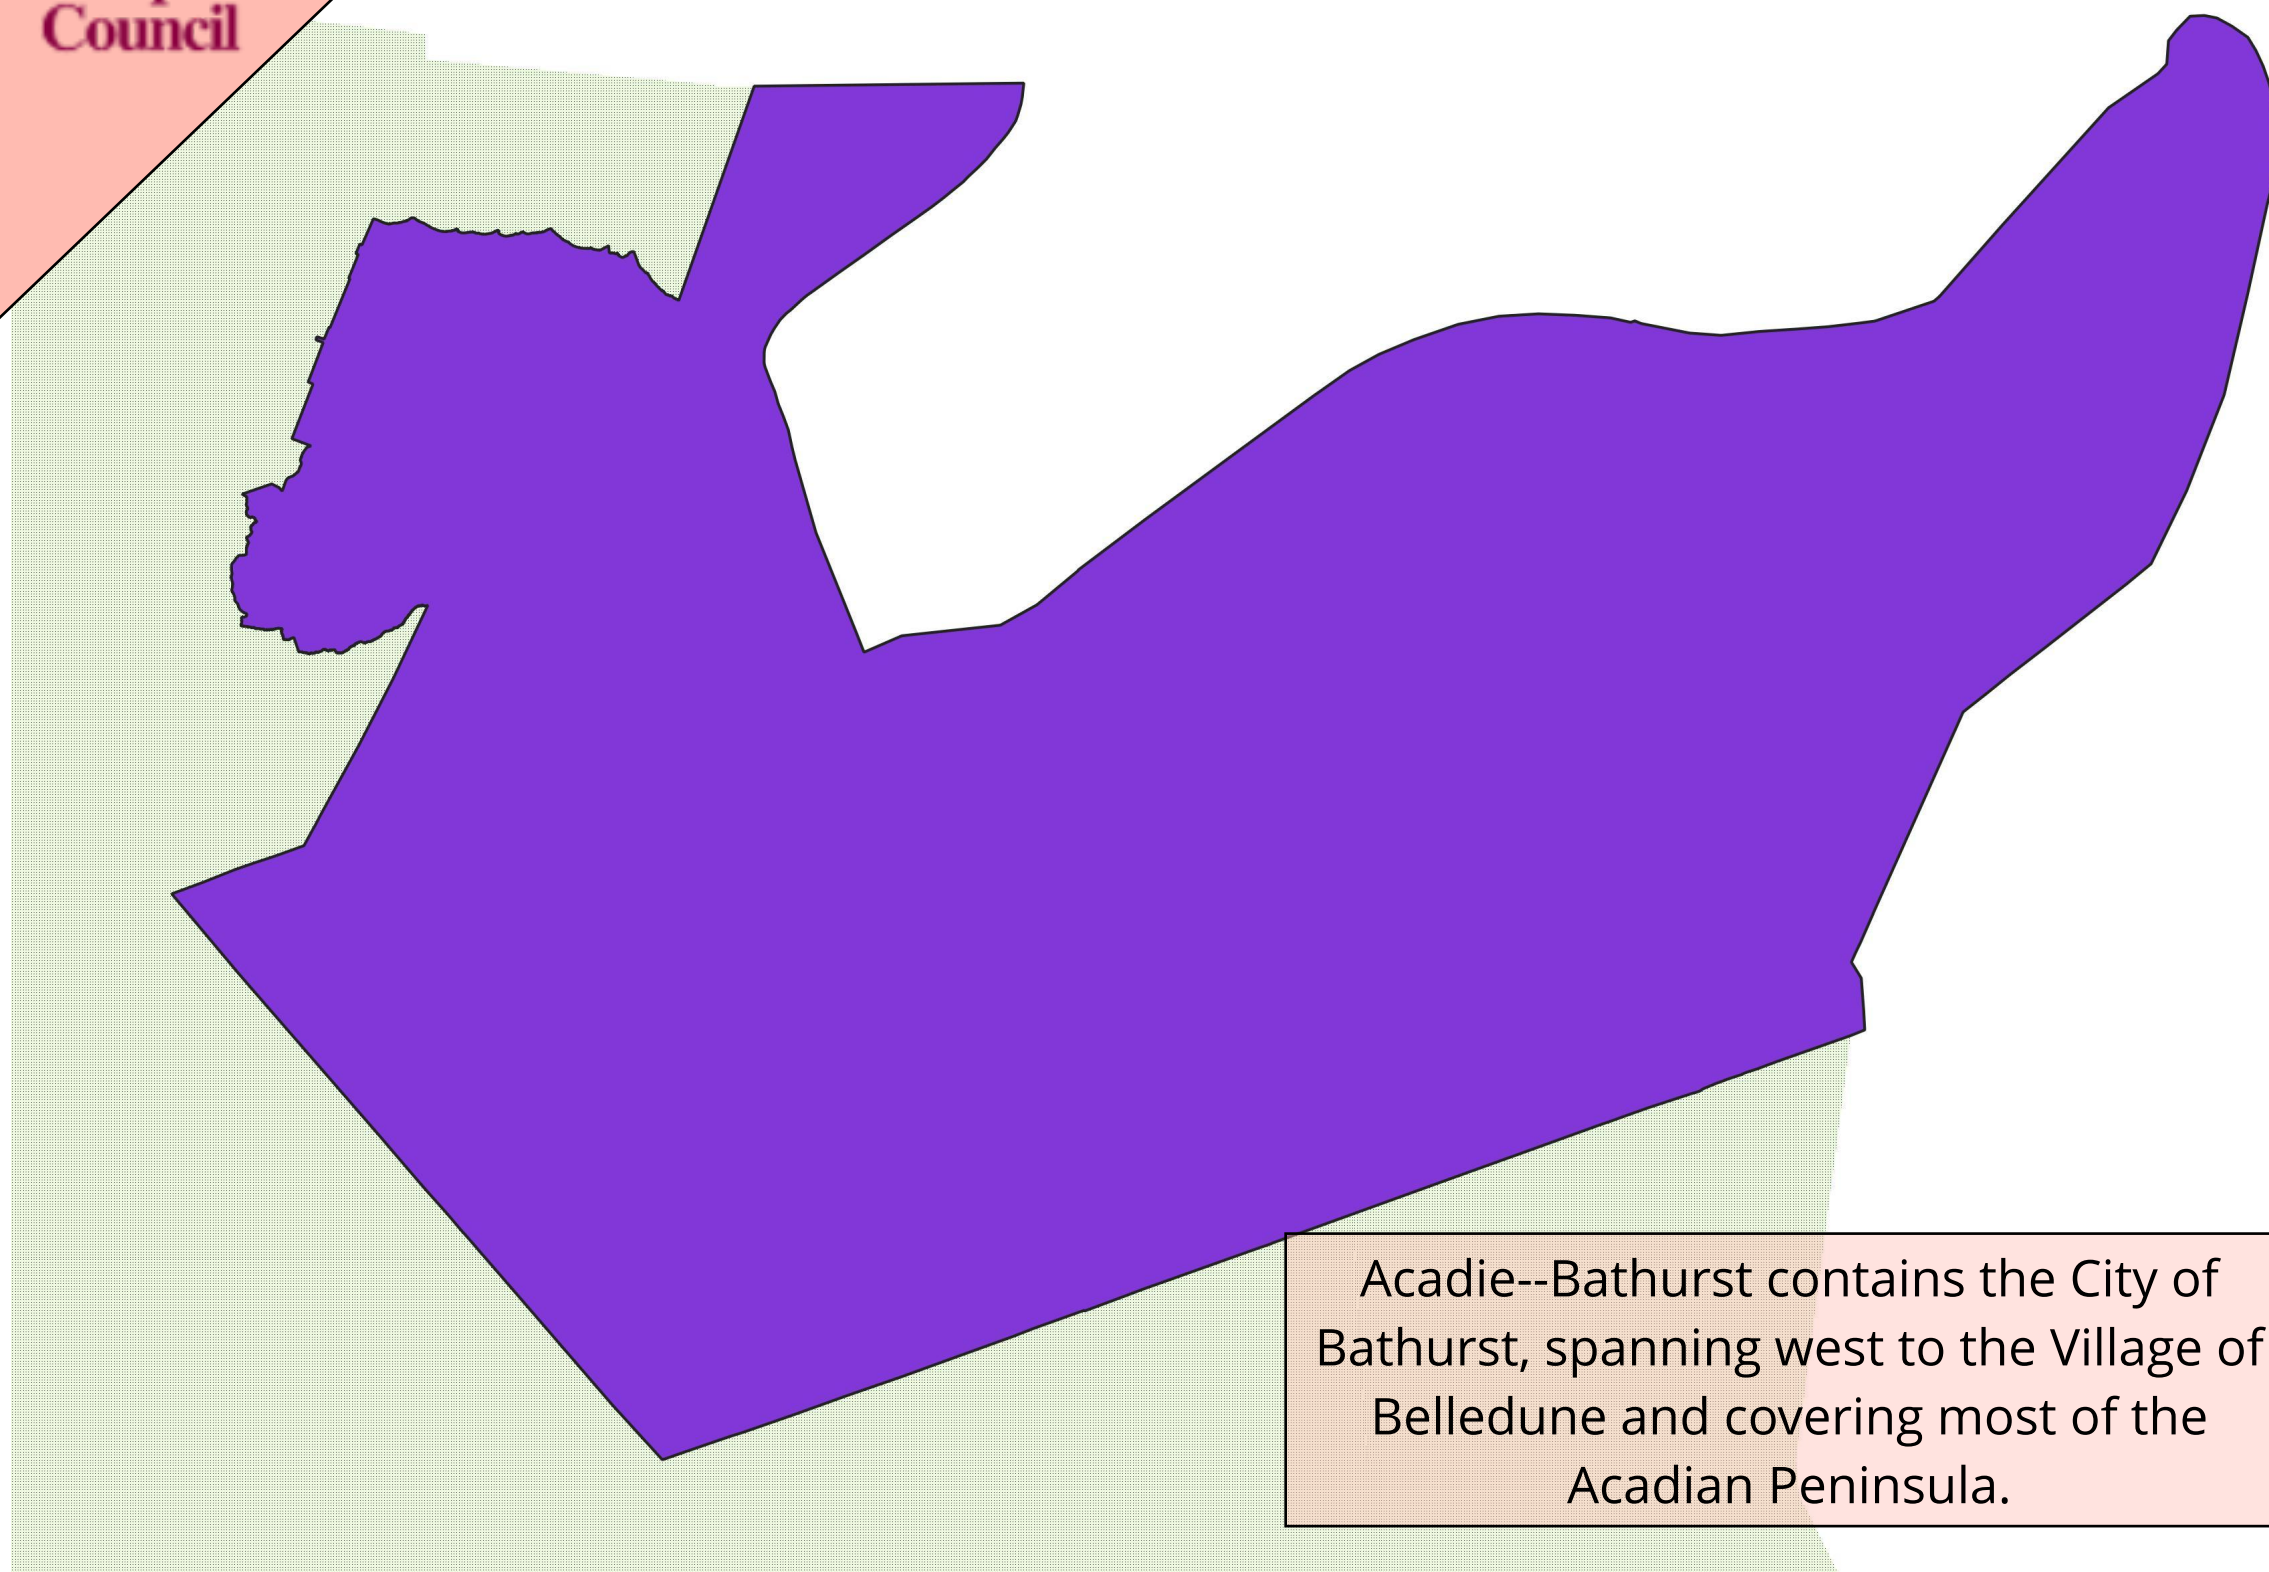 Council
Acadie--Bathurst contains the City of
Bathurst, spanning west to the Village of
Belledune and covering most of the
Acadian Peninsula.